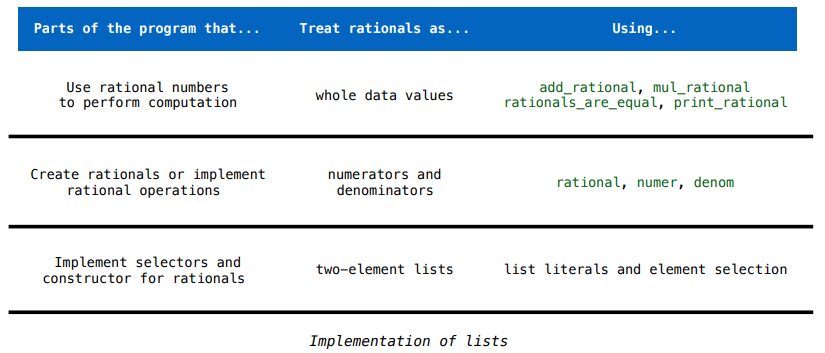 Parts of the program that... Treat rationals as... Using...
Use rational numbers
to perform computation
whole data values
add_rational, mul_rational
rationals_are_equal, print_rational
Create rationals or implement
rational operations
numerators and
denominators
rational, numer, denom
Implement selectors and
constructor for rationals
two-element lists
list literals and element selection
Implementation of lists